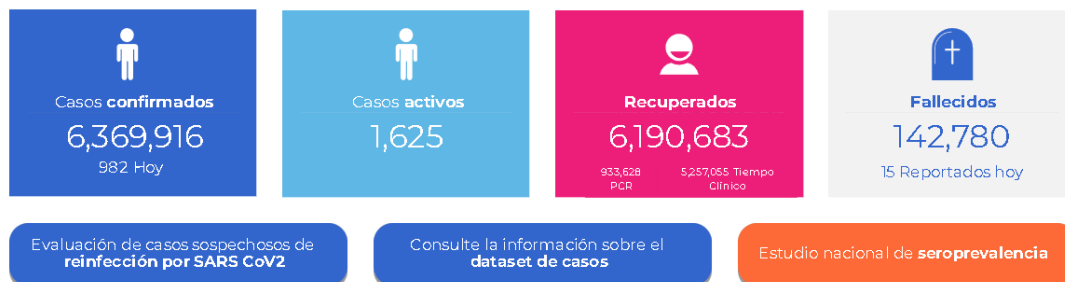 Casos confirmados
6,369,916
982 Hoy
Casos activos
1,625
Recuperados
6,190,683
933,628 5,257,055 Tiempo
PCR Clínico
Fallecidos
142,780
15 Reportados hoy
Evaluación de casos sospechosos de
reinfección por SARS CoV2
Consulte la información sobre el
dataset de casos
Estudio nacional de seroprevalencia